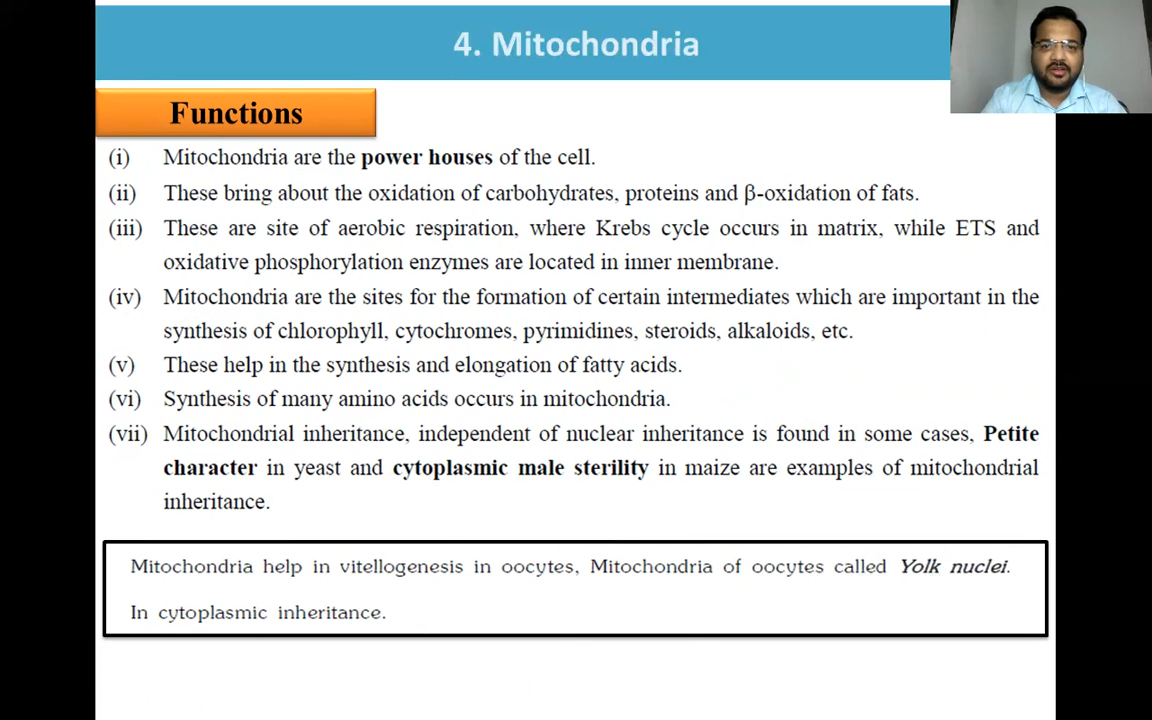 4. Mitochondria
Functions
(i) Mitochondria are the power houses of the cell.
(ii) These bring about the oxidation of carbohydrates, proteins and β-oxidation of fats.
(iii) These are site of aerobic respiration, where Krebs cycle occurs in matrix, while ETS and
oxidative phosphorylation enzymes are located in inner membrane.
(iv) Mitochondria are the sites for the formation of certain intermediates which are important in the
synthesis of chlorophyll, cytochromes, pyrimidines, steroids, alkaloids, etc.
(v) These help in the synthesis and elongation of fatty acids.
(vi) Synthesis of many amino acids occurs in mitochondria.
(vii) Mitochondrial inheritance, independent of nuclear inheritance is found in some cases, Petite
character in yeast and cytoplasmic male sterility in maize are examples of mitochondrial
inheritance.
Mitochondria help in vitellogenesis in oocytes, Mitochondria of oocytes called Yolk nuclei.
In cytoplasmic inheritance.